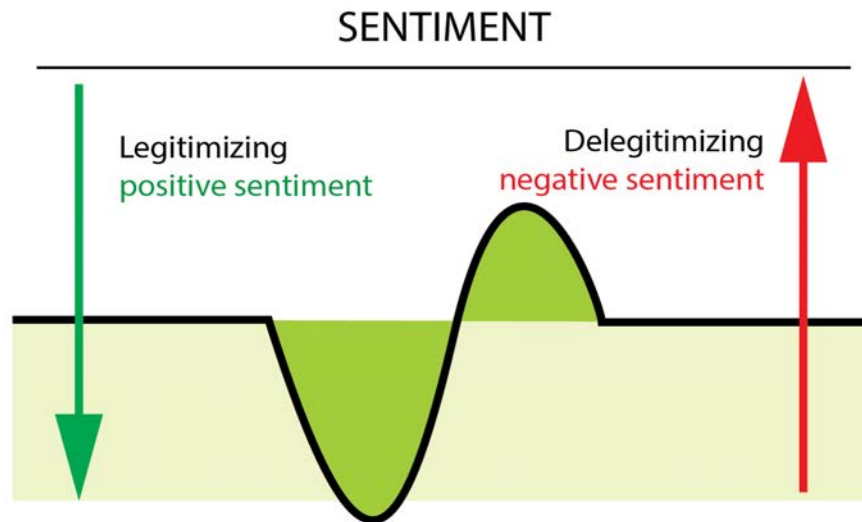 SENTIMENT
Legitimizing
positive sentiment
Delegitimizing
negative sentiment